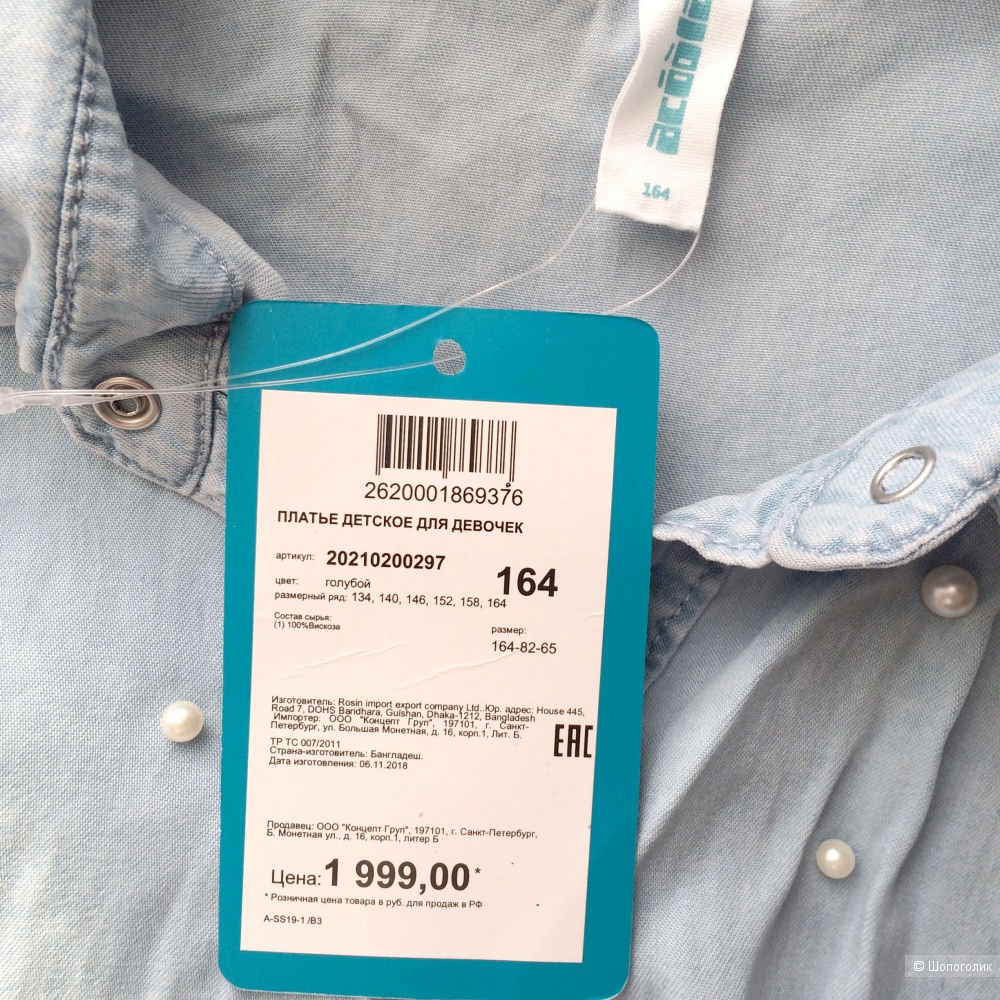 acoola
164
2620001869376
ПЛАТЬЕ ДЕТСКОЕ ДЛЯ ДЕВОЧЕК
артикул: 20210200297
цвет: голубой
164
размерный ряд: 134, 140, 146, 152, 158, 164
Состав сырья:
(1) 100%Вискоза
размер:
164-82-65
Изготовитель: Rosin import export company Ltd..Юр. адрес: House 445,
Road 7, DOHS Baridhara, Gulshan, Dhaka-1212, Bangladesh
Импортер: ООО "Концепт Груп", 197101, г. Санкт-
Петербург, ул. Большая Монетная, д. 16, корп.1, Лит. Б.
EAC
ТР ТС 007/2011
Страна-изготовитель: Бангладеш.
Дата изготовления: 06.11.2018
Продавец: ООО "Концепт Груп", 197101, г. Санкт-Петербург,
Б. Монетная ул., д. 16, корп.1, литер Б
Цена: 1 999,00 *
* Розничная цена товара в руб. для продаж в РФ
A-SS19-1 /B3
© Шопоголик